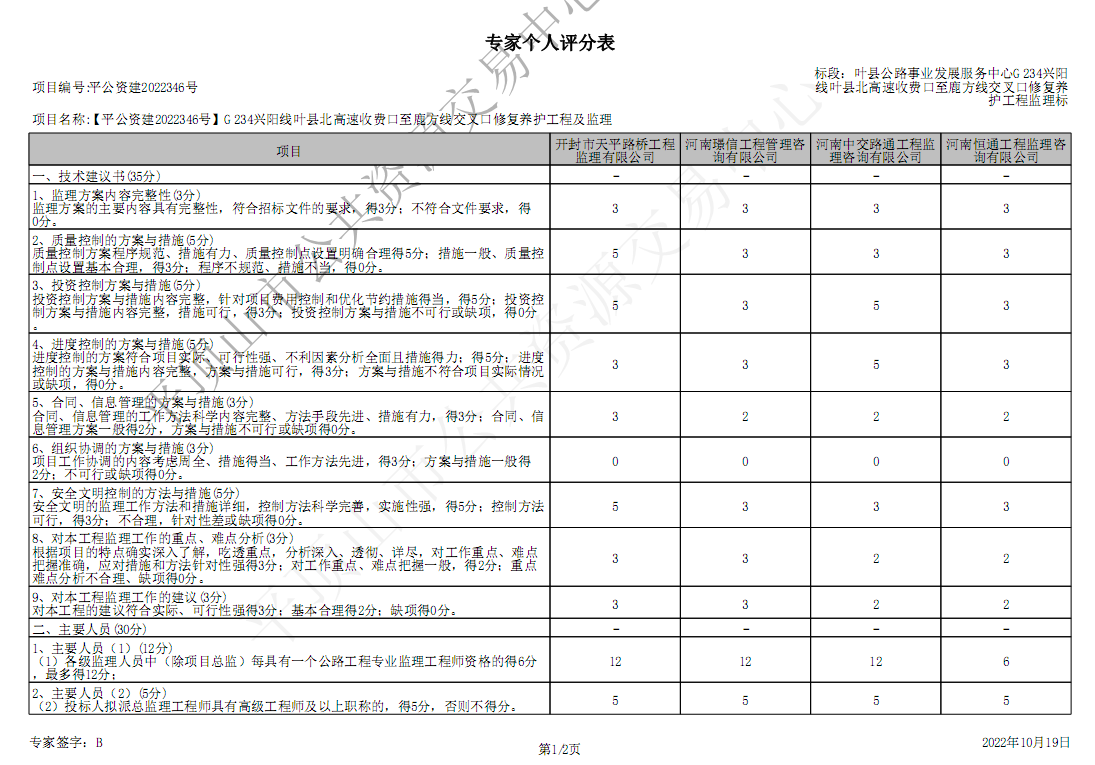 专家个人评分表
项目编号:平公资建2022346号
标段：叶县公路事业发展服务中心G234兴阳
线叶县北高速收费口至鹿方线交叉口修复养
护工程监理标
项目名称:【平公资建2022346号】G234兴阳线叶县北高速收费口至鹿方线交叉口修复养护工程及监理
项目
开封市天平路桥工程
监理有限公司
河南璟信工程管理咨
询有限公司
河南中交路通工程监
理咨询有限公司
河南恒通工程监理咨
询有限公司
一、技术建议书(35分)
- - - -
1、监理方案内容完整性(3分)
监理方案的主要内容具有完整性，符合招标文件的要求，得3分；不符合文件要求，得
0分。
3 3 3 3
2、质量控制的方案与措施(5分)
质量控制方案程序规范、措施有力、质量控制点设置明确合理得5分；措施一般、质量控
制点设置基本合理，得3分；程序不规范、措施不当，得0分。
5 3 3 3
3、投资控制方案与措施(5分)
投资控制方案与措施内容完整，针对项目费用控制和优化节约措施得当，得5分；投资控
制方案与措施内容完整，措施可行，得3分；投资控制方案与措施不可行或缺项，得0分
。
5 3 5 3
4、进度控制的方案与措施(5分)
进度控制的方案符合项目实际、可行性强、不利因素分析全面且措施得力；得5分；进度
控制的方案与措施内容完整，方案与措施可行，得3分；方案与措施不符合项目实际情况
或缺项，得0分。
3 3 5 3
5、合同、信息管理的方案与措施(3分)
合同、信息管理的工作方法科学内容完整、方法手段先进、措施有力，得3分；合同、信
息管理方案一般得2分，方案与措施不可行或缺项得0分。
3 2 2 2
6、组织协调的方案与措施(3分)
项目工作协调的内容考虑周全、措施得当、工作方法先进，得3分；方案与措施一般得
2分；不可行或缺项得0分。
0 0 0 0
7、安全文明控制的方法与措施(5分)
安全文明的监理工作方法和措施详细，控制方法科学完善，实施性强，得5分；控制方法
可行，得3分；不合理，针对性差或缺项得0分。
5 3 3 3
8、对本工程监理工作的重点、难点分析(3分)
根据项目的特点确实深入了解，吃透重点，分析深入、透彻、详尽，对工作重点、难点
把握准确，应对措施和方法针对性强得3分；对工作重点、难点把握一般，得2分；重点
难点分析不合理、缺项得0分。
3 3 2 2
9、对本工程监理工作的建议(3分)
对本工程的建议符合实际、可行性强得3分；基本合理得2分；缺项得0分。
3 3 2 2
二、主要人员(30分)
- - - -
1、主要人员（1）(12分)
（1）各级监理人员中（除项目总监）每具有一个公路工程专业监理工程师资格的得6分
，最多得12分；
12 12 12 6
2、主要人员（2）(5分)
（2）投标人拟派总监理工程师具有高级工程师及以上职称的，得5分，否则不得分。
5 5 5 5
专家签字：B
第1/2页
2022年10月19日
平顶山市公共资源交易中心
平顶山市公共资源交易中心